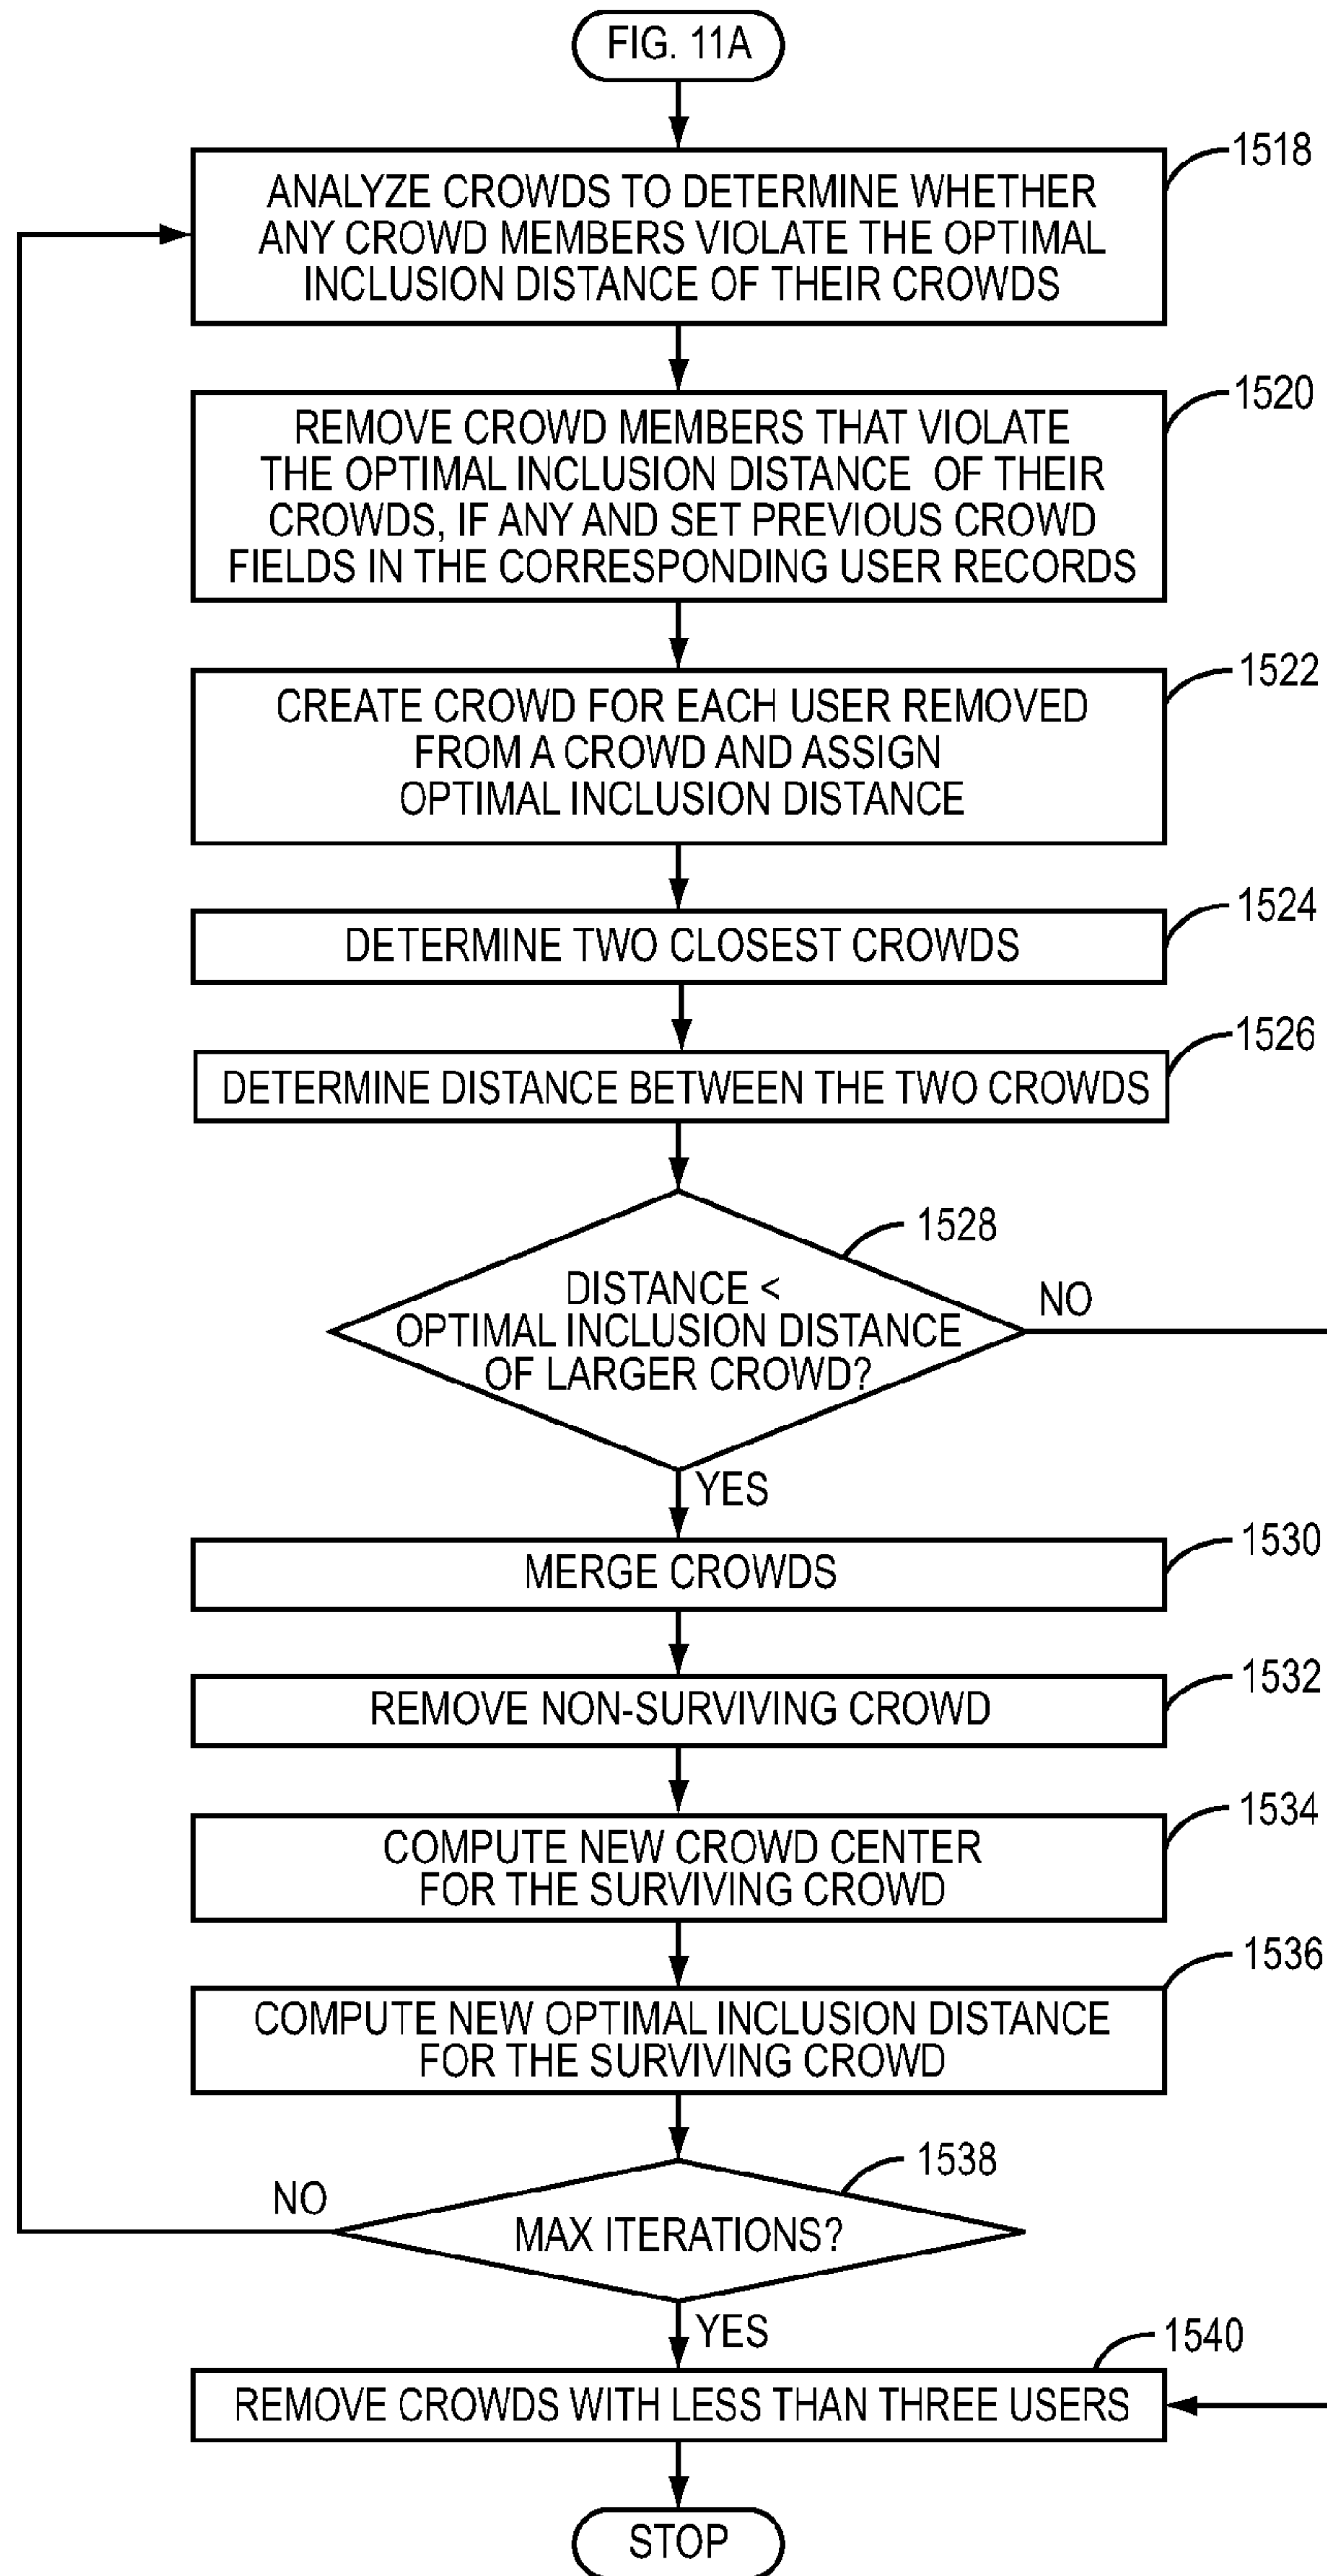 FIG. 11A
1518
ANALYZE CROWDS TO DETERMINE WHETHER
ANY CROWD MEMBERS VIOLATE THE OPTIMAL
INCLUSION DISTANCE OF THEIR CROWDS
1520
REMOVE CROWD MEMBERS THAT VIOLATE
THE OPTIMAL INCLUSION DISTANCE OF THEIR
CROWDS, IF ANY AND SET PREVIOUS CROWD
FIELDS IN THE CORRESPONDING USER RECORDS
1522
CREATE CROWD FOR EACH USER REMOVED
FROM A CROWD AND ASSIGN
OPTIMAL INCLUSION DISTANCE
1524
DETERMINE TWO CLOSEST CROWDS
1526
DETERMINE DISTANCE BETWEEN THE TWO CROWDS
1528
DISTANCE <
OPTIMAL INCLUSION DISTANCE
OF LARGER CROWD?
NO
YES
1530
MERGE CROWDS
1532
REMOVE NON-SURVIVING CROWD
1534
COMPUTE NEW CROWD CENTER
FOR THE SURVIVING CROWD
1536
COMPUTE NEW OPTIMAL INCLUSION DISTANCE
FOR THE SURVIVING CROWD
1538
NO
MAX ITERATIONS?
YES
1540
REMOVE CROWDS WITH LESS THAN THREE USERS
STOP